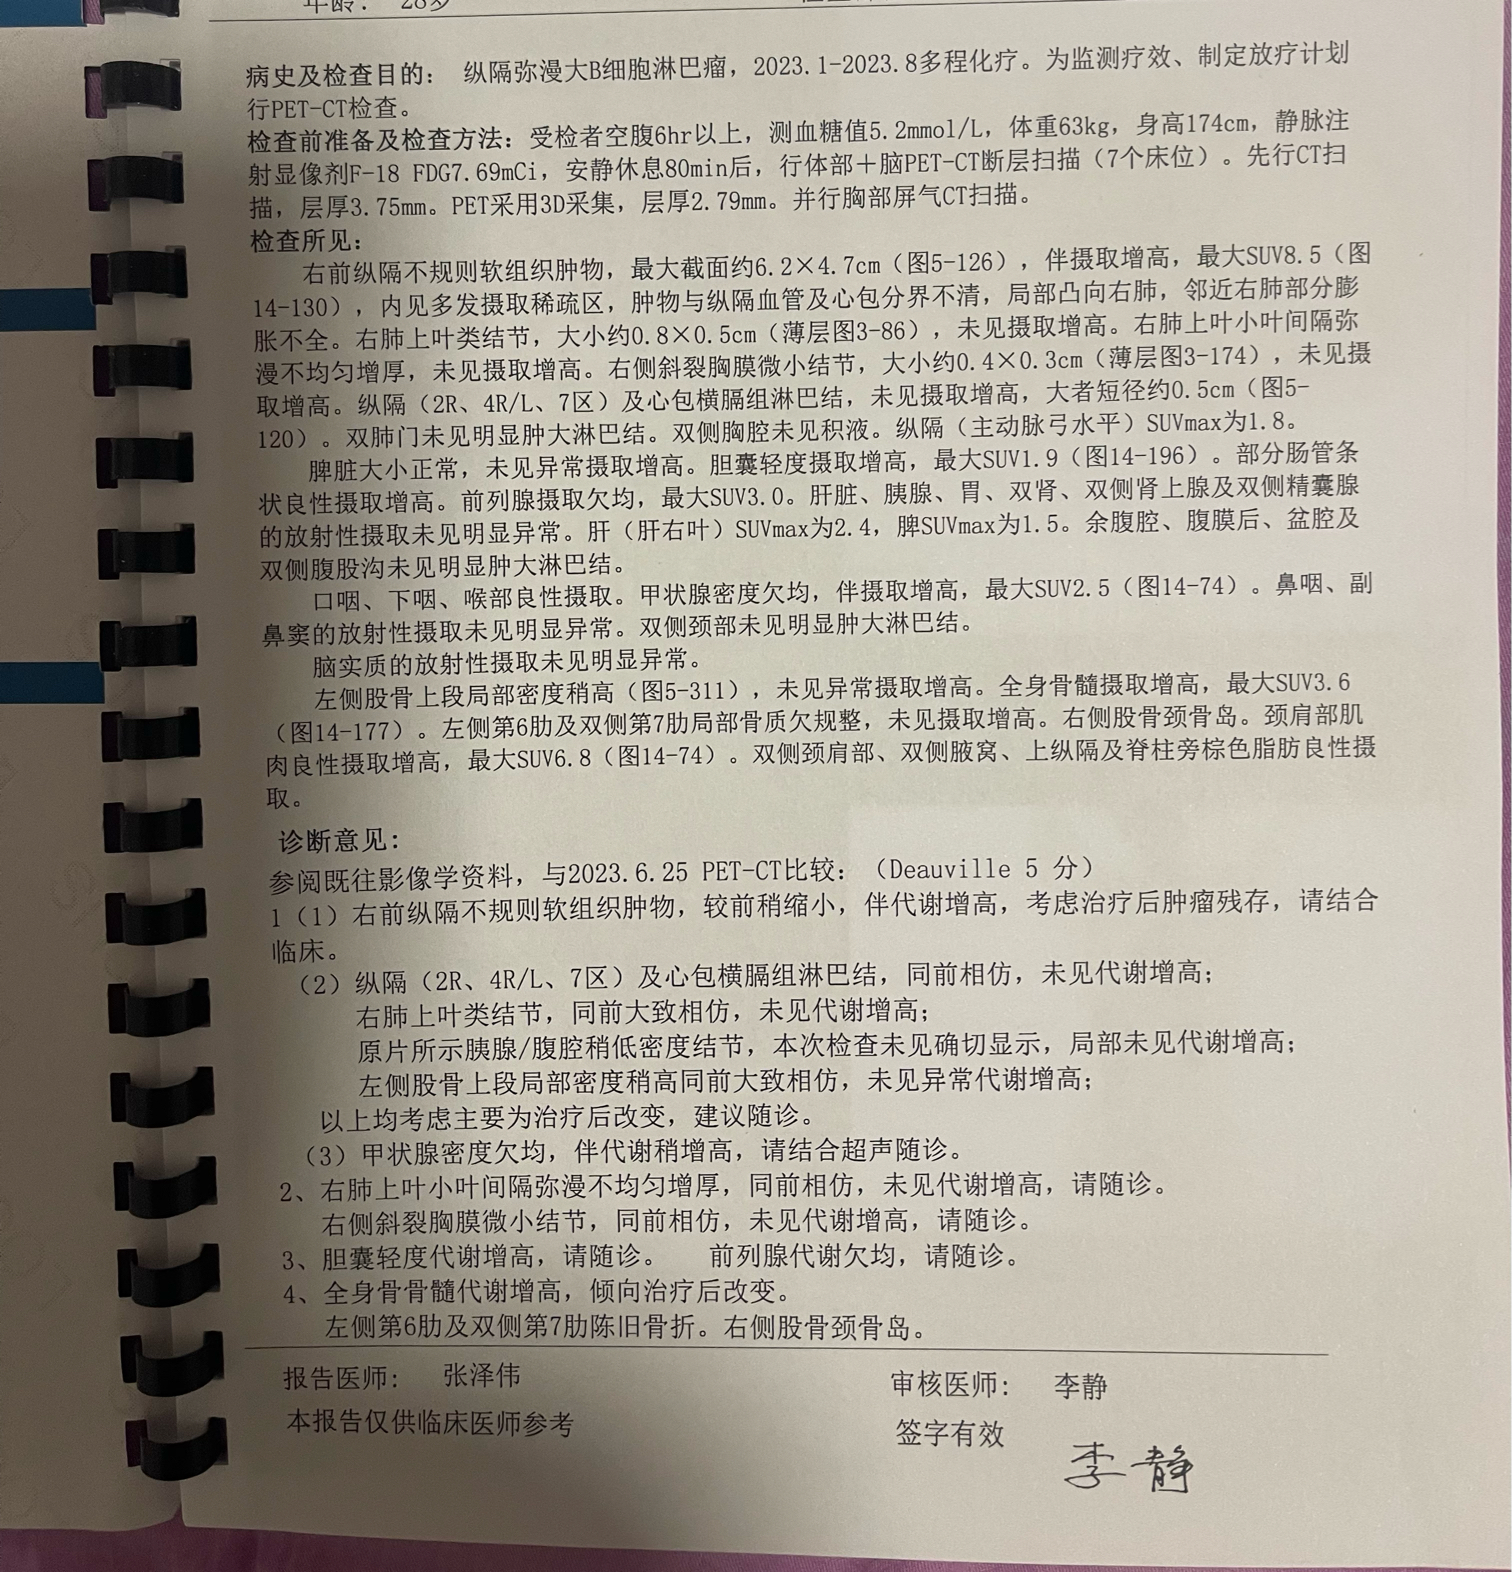 年龄： 28岁
病史及检查目的： 纵隔弥漫大B细胞淋巴瘤，2023.1-2023.8多程化疗。为监测疗效、制定放疗计划
行PET-CT检查。
检查前准备及检查方法：受检者空腹6hr以上，测血糖值5.2mmol/L，体重63kg，身高174cm，静脉注
射显像剂F-18 FDG7.69mCi，安静休息80min后，行体部＋脑PET-CT断层扫描（7个床位）。先行CT扫
描，层厚3.75mm。PET采用3D采集，层厚2.79mm。并行胸部屏气CT扫描。
检查所见：
右前纵隔不规则软组织肿物，最大截面约6.2×4.7cm（图5-126），伴摄取增高，最大SUV8.5（图
14-130），内见多发摄取稀疏区，肿物与纵隔血管及心包分界不清，局部凸向右肺，邻近右肺部分膨
胀不全。右肺上叶类结节，大小约0.8×0.5cm（薄层图3-86），未见摄取增高。右肺上叶小叶间隔弥
漫不均匀增厚，未见摄取增高。右侧斜裂胸膜微小结节，大小约0.4×0.3cm（薄层图3-174），未见摄
取增高。纵隔（2R、4R/L、7区）及心包横膈组淋巴结，未见摄取增高，大者短径约0.5cm（图5-
120）。双肺门未见明显肿大淋巴结。双侧胸腔未见积液。纵隔（主动脉弓水平）SUVmax为1.8。
脾脏大小正常，未见异常摄取增高。胆囊轻度摄取增高，最大SUV1.9（图14-196）。部分肠管条
状良性摄取增高。前列腺摄取欠均，最大SUV3.0。肝脏、胰腺、胃、双肾、双侧肾上腺及双侧精囊腺
的放射性摄取未见明显异常。肝（肝右叶）SUVmax为2.4，脾SUVmax为1.5。余腹腔、腹膜后、盆腔及
双侧腹股沟未见明显肿大淋巴结。
口咽、下咽、喉部良性摄取。甲状腺密度欠均，伴摄取增高，最大SUV2.5（图14-74）。鼻咽、副
鼻窦的放射性摄取未见明显异常。双侧颈部未见明显肿大淋巴结。
脑实质的放射性摄取未见明显异常。
左侧股骨上段局部密度稍高（图5-311），未见异常摄取增高。全身骨髓摄取增高，最大SUV3.6
（图14-177）。左侧第6肋及双侧第7肋局部骨质欠规整，未见摄取增高。右侧股骨颈骨岛。颈肩部肌
肉良性摄取增高，最大SUV6.8（图14-74）。双侧颈肩部、双侧腋窝、上纵隔及脊柱旁棕色脂肪良性摄
取。
诊断意见：
参阅既往影像学资料，与2023.6.25 PET-CT比较：（Deauville 5 分）
1（1）右前纵隔不规则软组织肿物，较前稍缩小，伴代谢增高，考虑治疗后肿瘤残存，请结合
临床。
（2）纵隔（2R、4R/L、7区）及心包横膈组淋巴结，同前相仿，未见代谢增高；
右肺上叶类结节，同前大致相仿，未见代谢增高；
原片所示胰腺/腹腔稍低密度结节，本次检查未见确切显示，局部未见代谢增高；
左侧股骨上段局部密度稍高同前大致相仿，未见异常代谢增高；
以上均考虑主要为治疗后改变，建议随诊。
（3）甲状腺密度欠均，伴代谢稍增高，请结合超声随诊。
2、右肺上叶小叶间隔弥漫不均匀增厚，同前相仿，未见代谢增高，请随诊。
右侧斜裂胸膜微小结节，同前相仿，未见代谢增高，请随诊。
3、胆囊轻度代谢增高，请随诊。 前列腺代谢欠均，请随诊。
4、全身骨骨髓代谢增高，倾向治疗后改变。
左侧第6肋及双侧第7肋陈旧骨折。右侧股骨颈骨岛。
报告医师： 张泽伟 审核医师： 李静
本报告仅供临床医师参考 签字有效
李静